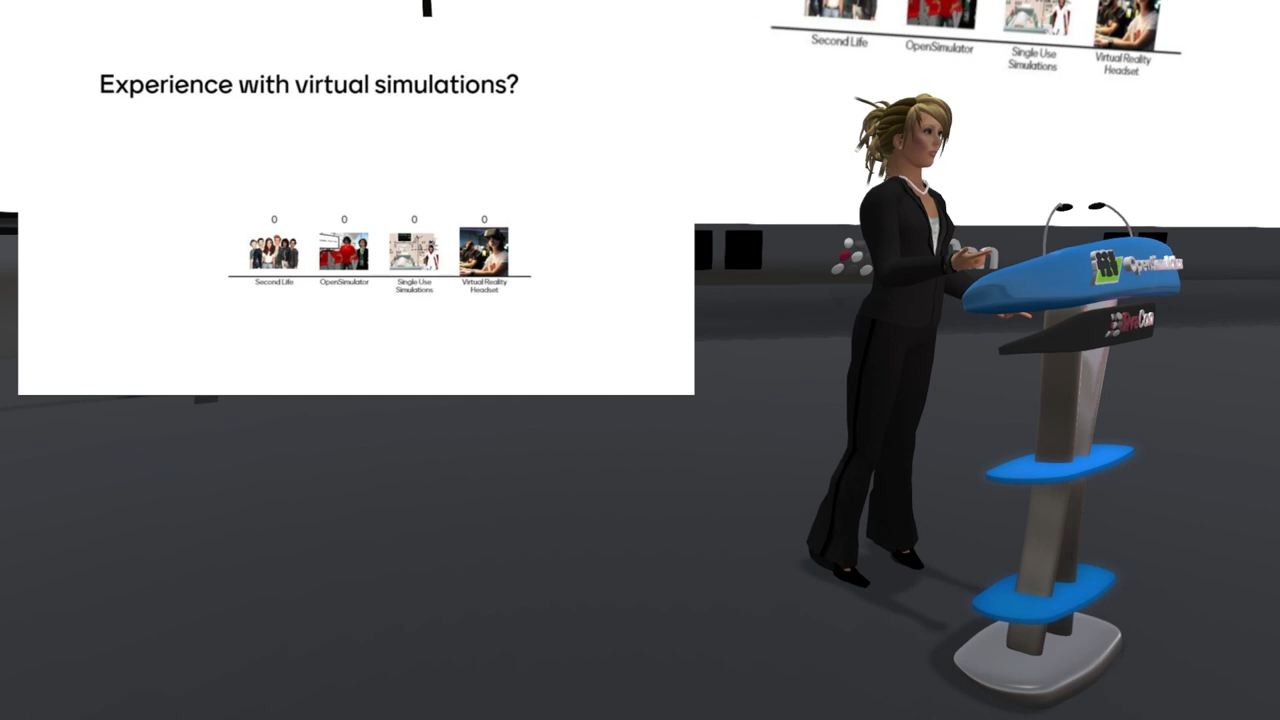 Experience with virtual simulations?
0 0 0 0
Second Life
OpenSimulator
Single Use
Simulations
Virtual Reality
Headset
Second Life
OpenSimulator
Single Use
Simulations
Virtual Reality
Headset